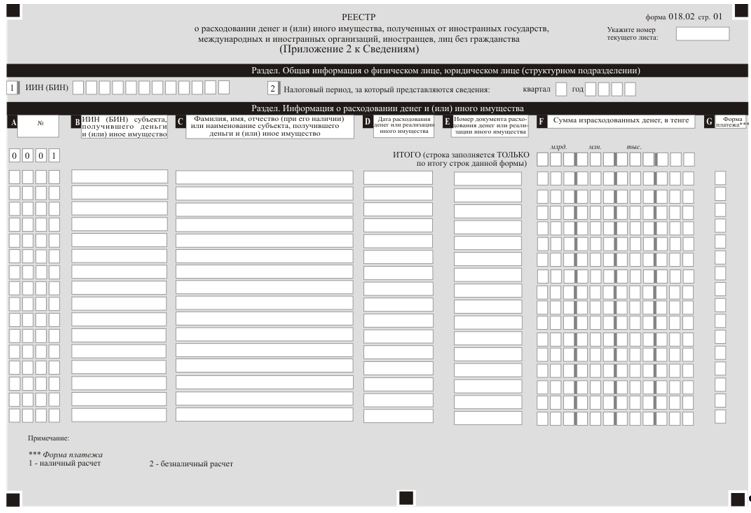 РЕЕСТР
форма 018.02 стр. 01
о расходовании денег и (или) иного имущества, полученных от иностранных государств,
международных и иностранных организаций, иностранцев, лиц без гражданства
(Приложение 2 к Сведениям)
Укажите номер
текущего листа:
Раздел. Общая информация о физическом лице, юридическом лице (структурном подразделении)
1 ИИН (БИН)
2 Налоговый период, за который представляются сведения: квартал год
Раздел. Информация о расходовании денег и (или) иного имущества
A №
B ИИН (БИН) субъекта,
получившего деньги
и (или) иное имущество
C Фамилия, имя, отчество (при его наличии)
или наименование субъекта, получившего
деньги и (или) иное имущество
D Дата расходования
денег или реализации
иного имущества
E Номер документа расхо-
дования денег или реали-
зации иного имущества
F Сумма израсходованных денег, в тенге
G Форма
платежа***
млрд. млн. тыс.
0 0 0 1
ИТОГО (строка заполняется ТОЛЬКО
по итогу строк данной формы)
Примечание:
*** Форма платежа
1 - наличный расчет 2 - безналичный расчет